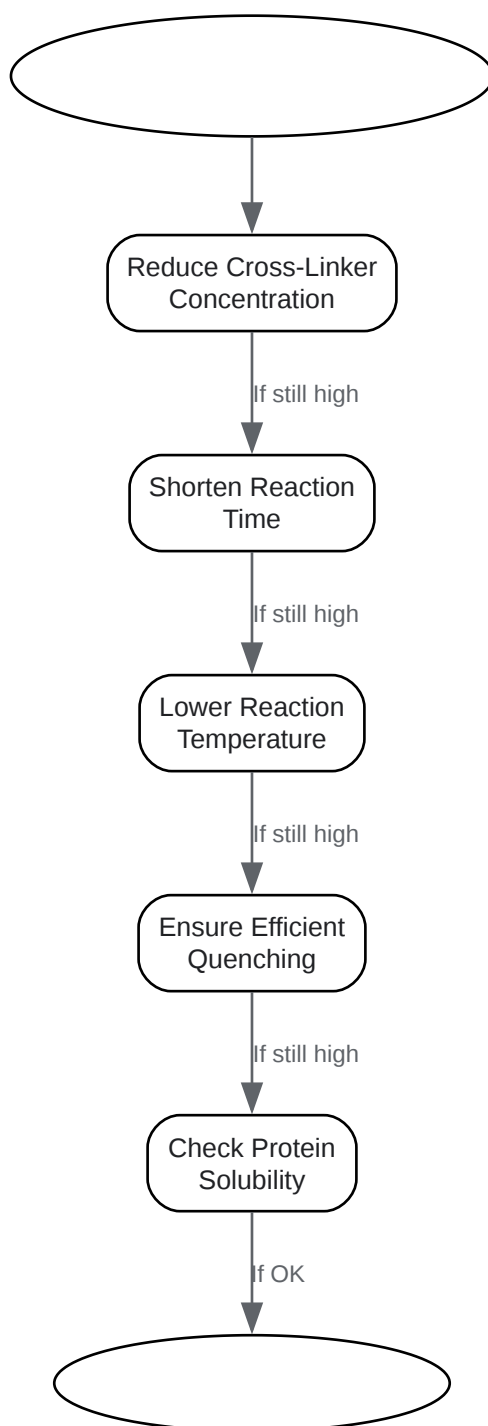 Reduce Cross-Linker
Concentration
If still high
Shorten Reaction
Time
If still high
Lower Reaction
Temperature
If still high
Ensure Efficient
Quenching
If still high
Check Protein
Solubility
If OK